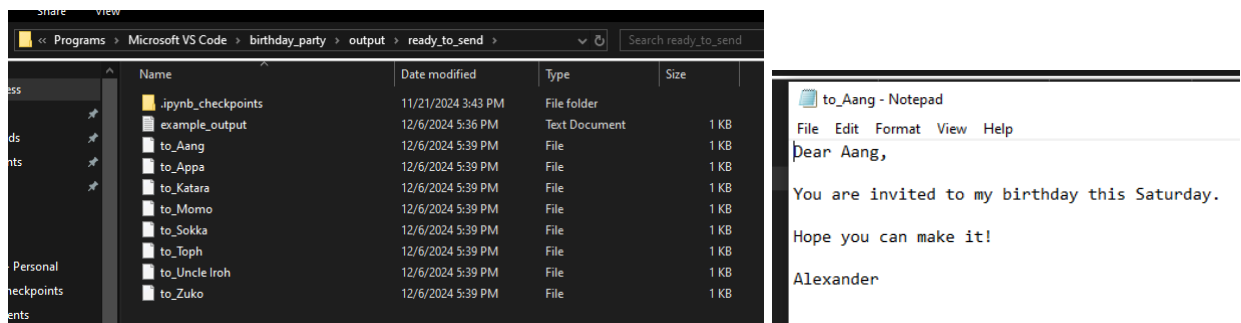 Share View
« Programs > Microsoft VS Code > birthday_party > output > ready_to_send >
Search ready_to_send
Name Date modified Type Size
.ipynb_checkpoints 11/21/2024 3:43 PM File folder
example_output 12/6/2024 5:36 PM Text Document 1 KB
to_Aang 12/6/2024 5:39 PM File 1 KB
to_Appa 12/6/2024 5:39 PM File 1 KB
to_Katara 12/6/2024 5:39 PM File 1 KB
to_Momo 12/6/2024 5:39 PM File 1 KB
to_Sokka 12/6/2024 5:39 PM File 1 KB
to_Toph 12/6/2024 5:39 PM File 1 KB
to_Uncle Iroh 12/6/2024 5:39 PM File 1 KB
to_Zuko 12/6/2024 5:39 PM File 1 KB
ess
ds
nts
Personal
heckpoints
ents
to_Aang - Notepad
File Edit Format View Help
Dear Aang,
You are invited to my birthday this Saturday.
Hope you can make it!
Alexander